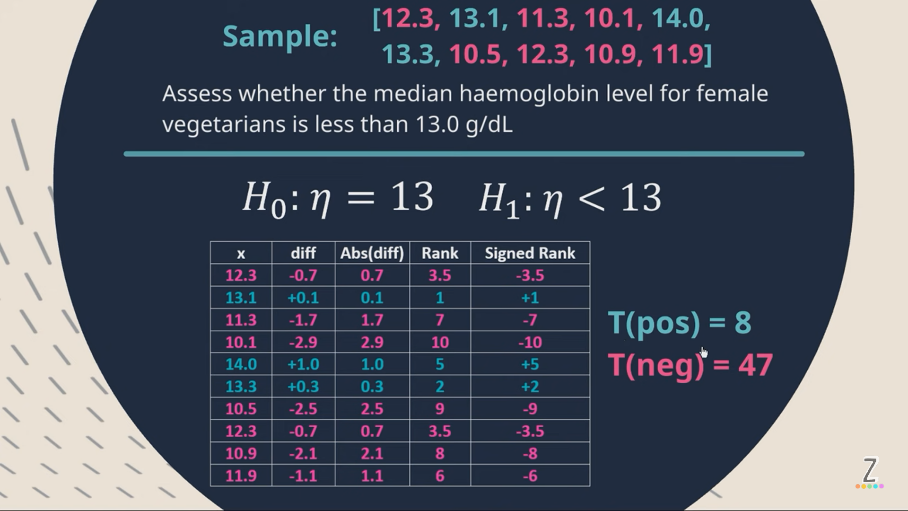 Sample: [12.3, 13.1, 11.3, 10.1, 14.0,
13.3, 10.5, 12.3, 10.9, 11.9]
Assess whether the median haemoglobin level for female
vegetarians is less than 13.0 g/dL
H₀: η = 13 H₁: η < 13
x diff Abs(diff) Rank Signed Rank
12.3 -0.7 0.7 3.5 -3.5
13.1 +0.1 0.1 1 +1
11.3 -1.7 1.7 7 -7
10.1 -2.9 2.9 10 -10
14.0 +1.0 1.0 5 +5
13.3 +0.3 0.3 2 +2
10.5 -2.5 2.5 9 -9
12.3 -0.7 0.7 3.5 -3.5
10.9 -2.1 2.1 8 -8
11.9 -1.1 1.1 6 -6
T(pos) = 8
T(neg) = 47
Z